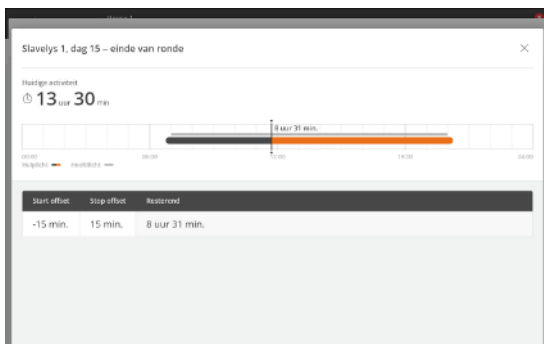 Slavelys 1, dag 15 – einde van ronde
Huidige activiteit
13 uur 30 min
8 uur 31 min.
00:00 06:00 12:00 18:00 24:00
Hulplicht Hoofdlicht
Start offset Stop offset Resterend
-15 min. 15 min. 8 uur 31 min.